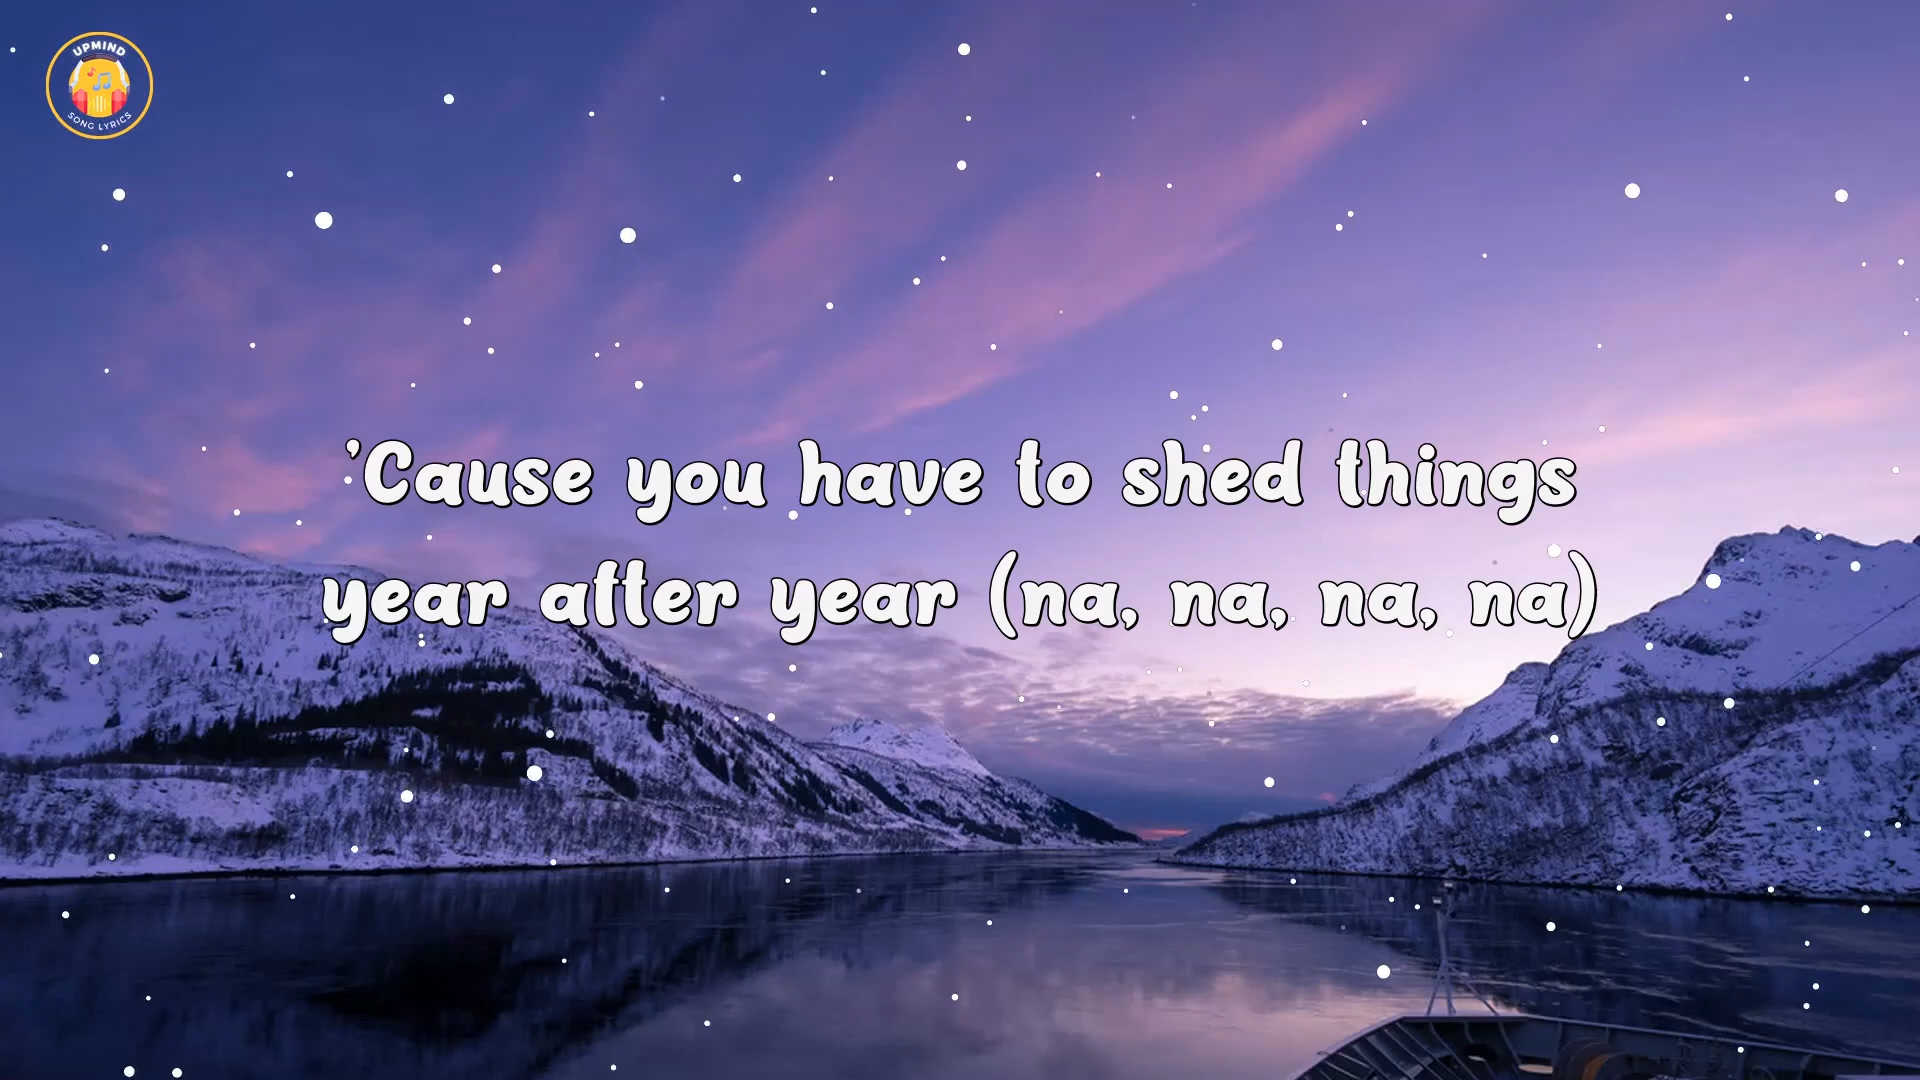 UPMIND
SONG LYRICS
'Cause you have to shed things
year after year (na, na, na, na)